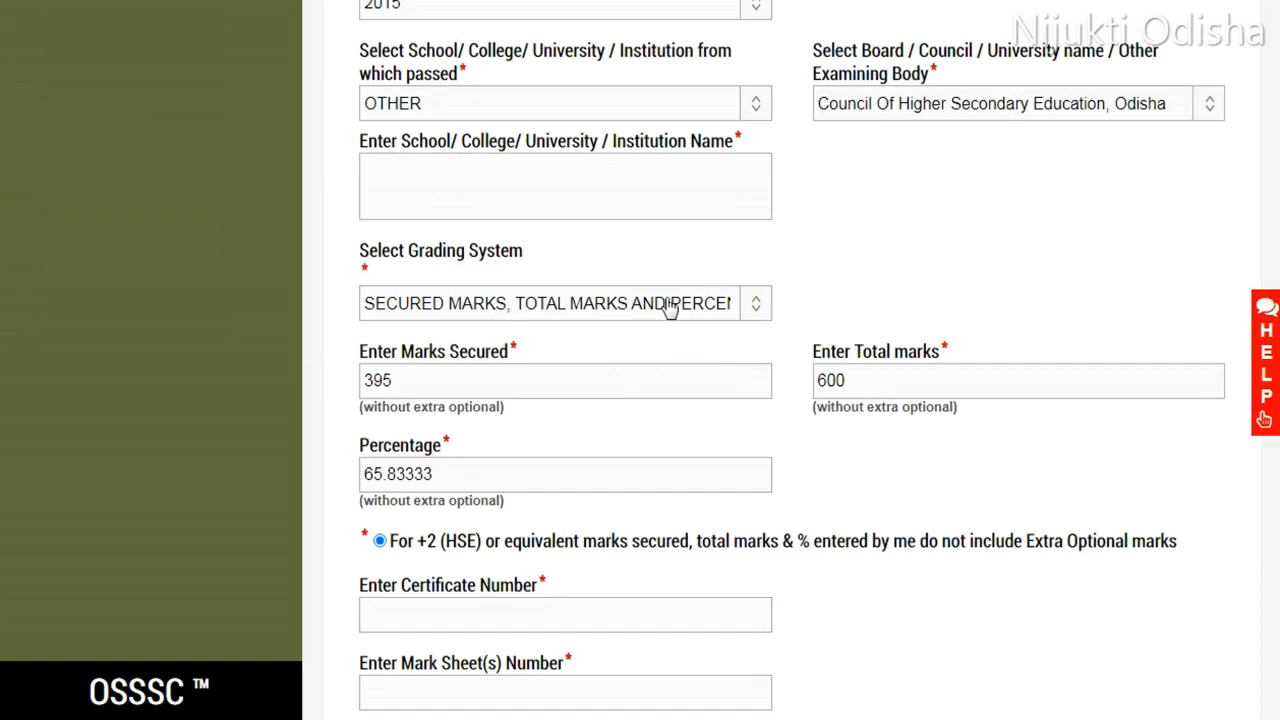 2015
Nijukti Odisha
Select School/ College/ University / Institution from which passed*
Select Board / Council / University name / Other Examining Body*
OTHER
Council Of Higher Secondary Education, Odisha
Enter School/ College/ University / Institution Name*
Select Grading System
*
SECURED MARKS, TOTAL MARKS AND PERCEN
Enter Marks Secured*
Enter Total marks*
395
600
(without extra optional)
(without extra optional)
Percentage*
65.83333
(without extra optional)
* For +2 (HSE) or equivalent marks secured, total marks & % entered by me do not include Extra Optional marks
Enter Certificate Number*
Enter Mark Sheet(s) Number*
HELP
OSSSC ™